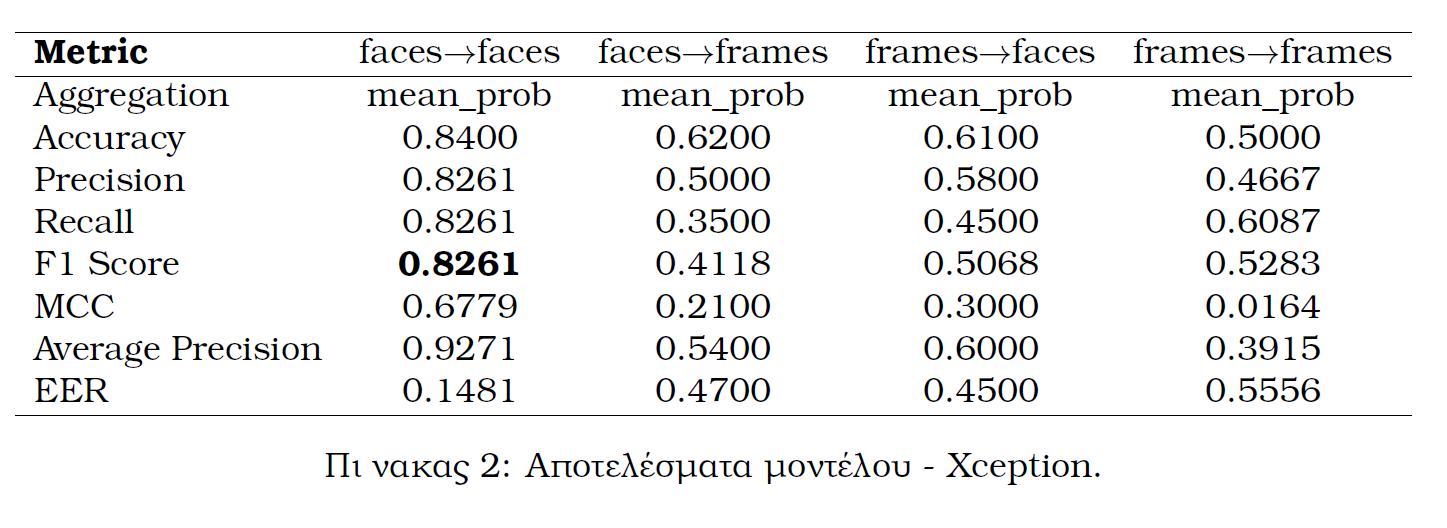 Metric faces→faces faces→frames frames→faces frames→frames
Aggregation mean_prob mean_prob mean_prob mean_prob
Accuracy 0.8400 0.6200 0.6100 0.5000
Precision 0.8261 0.5000 0.5800 0.4667
Recall 0.8261 0.3500 0.4500 0.6087
F1 Score 0.8261 0.4118 0.5068 0.5283
MCC 0.6779 0.2100 0.3000 0.0164
Average Precision 0.9271 0.5400 0.6000 0.3915
EER 0.1481 0.4700 0.4500 0.5556
Πι νακας 2: Αποτελέσματα μοντέλου - Xception.